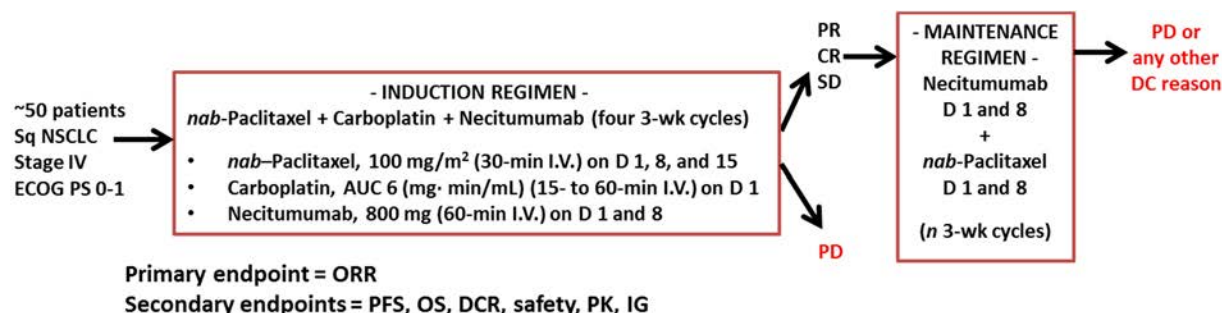 ~50 patients
Sq NSCLC
Stage IV
ECOG PS 0-1
- INDUCTION REGIMEN -
nab-Paclitaxel + Carboplatin + Necitumumab (four 3-wk cycles)
• nab–Paclitaxel, 100 mg/m² (30-min I.V.) on D 1, 8, and 15
• Carboplatin, AUC 6 (mg· min/mL) (15- to 60-min I.V.) on D 1
• Necitumumab, 800 mg (60-min I.V.) on D 1 and 8
PR
CR
SD
PD
- MAINTENANCE
REGIMEN -
Necitumumab
D 1 and 8
+
nab-Paclitaxel
D 1 and 8
(n 3-wk cycles)
PD or
any other
DC reason
Primary endpoint = ORR
Secondary endpoints = PFS, OS, DCR, safety, PK, IG